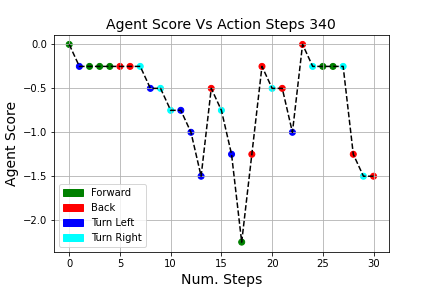 Agent Score Vs Action Steps 340
0.0
−0.5
−1.0
−1.5
−2.0
Agent Score
Forward
Back
Turn Left
Turn Right
0 5 10 15 20 25 30
Num. Steps